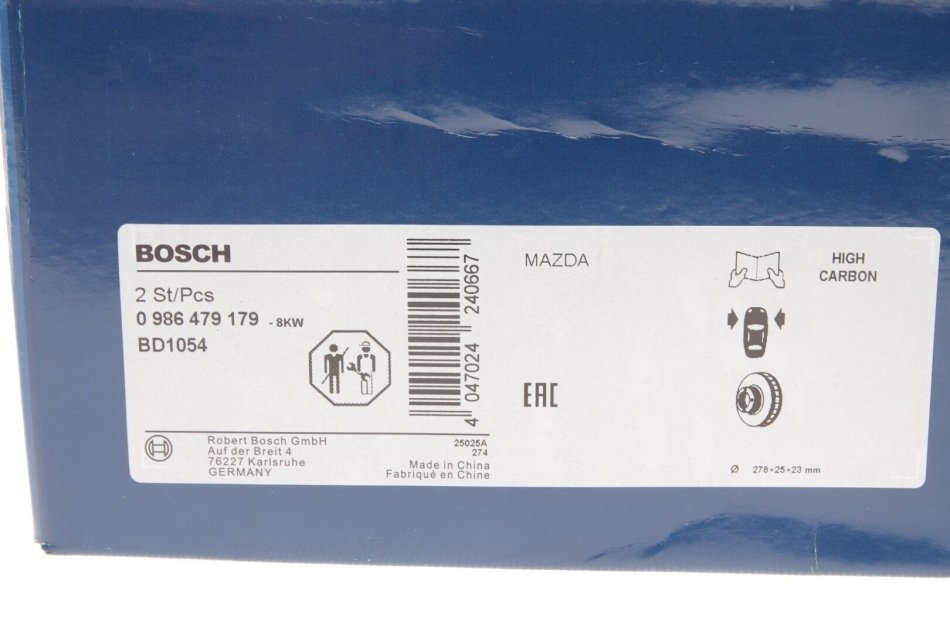 BOSCH
2 St/Pcs
0 986 479 179 - 8KW
BD1054
4 047024 240667
Robert Bosch GmbH
Auf der Breit 4
76227 Karlsruhe
GERMANY
25025A
274
Made in China
Fabriqué en Chine
MAZDA
EAC
HIGH
CARBON
Ø 278×25×23 mm